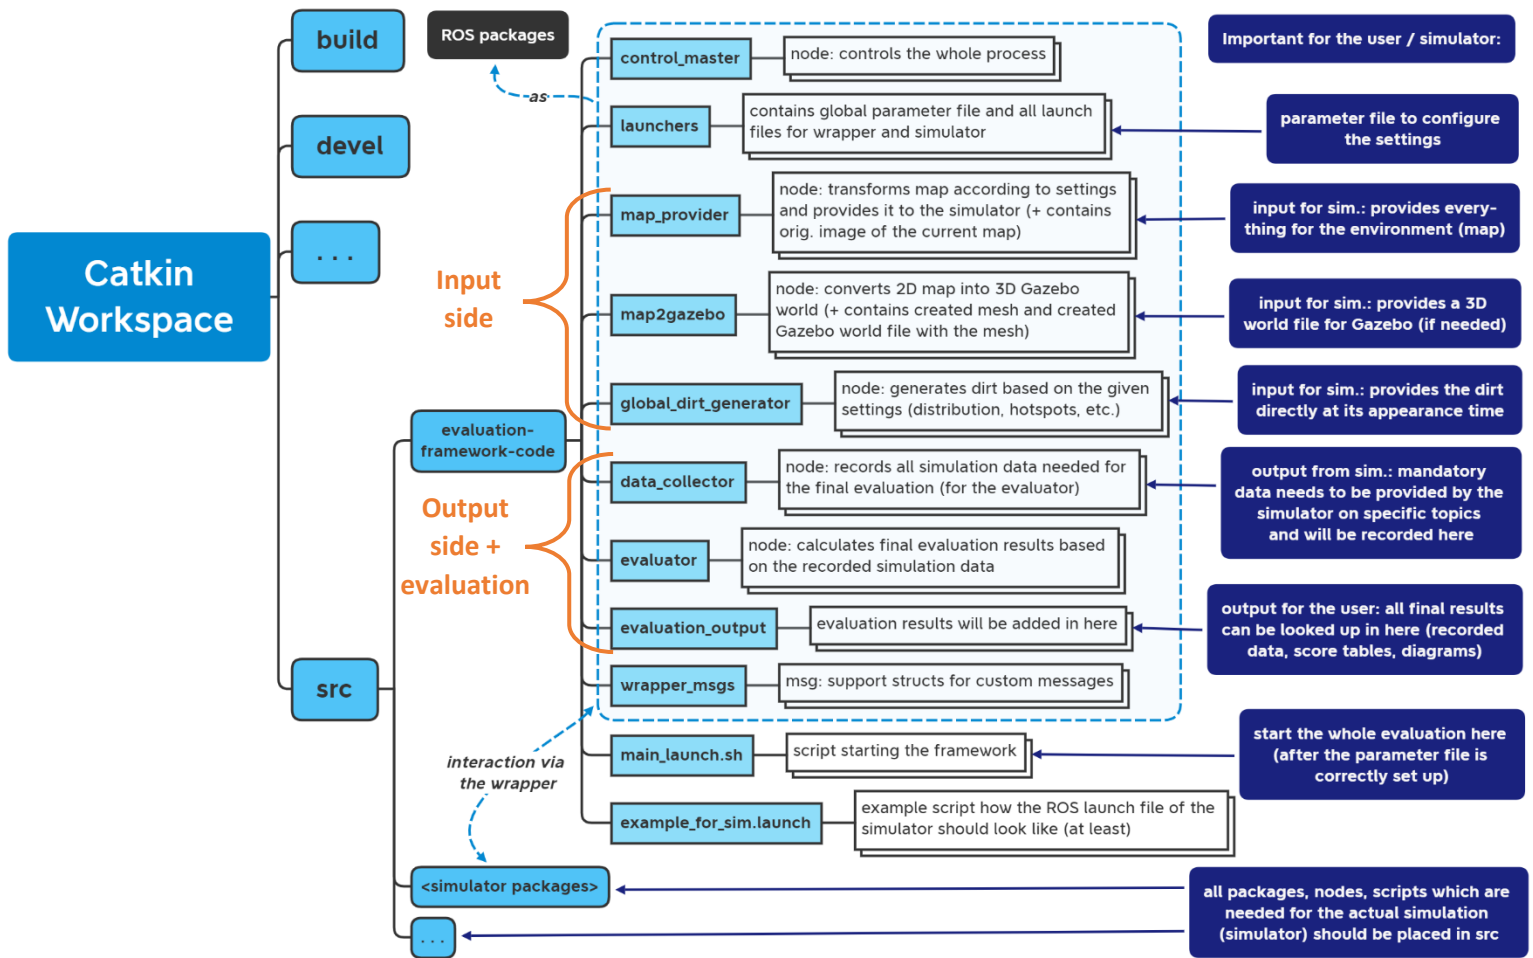 build
ROS packages
control_master
node: controls the whole process
Important for the user / simulator:
as
launchers
contains global parameter file and all launch
files for wrapper and simulator
parameter file to configure
the settings
devel
map_provider
node: transforms map according to settings
and provides it to the simulator (+ contains
orig. image of the current map)
input for sim.: provides every-
thing for the environment (map)
. . .
Catkin
Workspace
Input
side
map2gazebo
node: converts 2D map into 3D Gazebo
world (+ contains created mesh and created
Gazebo world file with the mesh)
input for sim.: provides a 3D
world file for Gazebo (if needed)
global_dirt_generator
node: generates dirt based on the given
settings (distribution, hotspots, etc.)
input for sim.: provides the dirt
directly at its appearance time
evaluation-
framework-code
data_collector
node: records all simulation data needed for
the final evaluation (for the evaluator)
output from sim.: mandatory
data needs to be provided by the
simulator on specific topics
and will be recorded here
Output
side +
evaluation
evaluator
node: calculates final evaluation results based
on the recorded simulation data
evaluation_output
evaluation results will be added in here
output for the user: all final results
can be looked up in here (recorded
data, score tables, diagrams)
src
wrapper_msgs
msg: support structs for custom messages
interaction via
the wrapper
main_launch.sh
script starting the framework
start the whole evaluation here
(after the parameter file is
correctly set up)
example_for_sim.launch
example script how the ROS launch file of the
simulator should look like (at least)
<simulator packages>
. . .
all packages, nodes, scripts which are
needed for the actual simulation
(simulator) should be placed in src